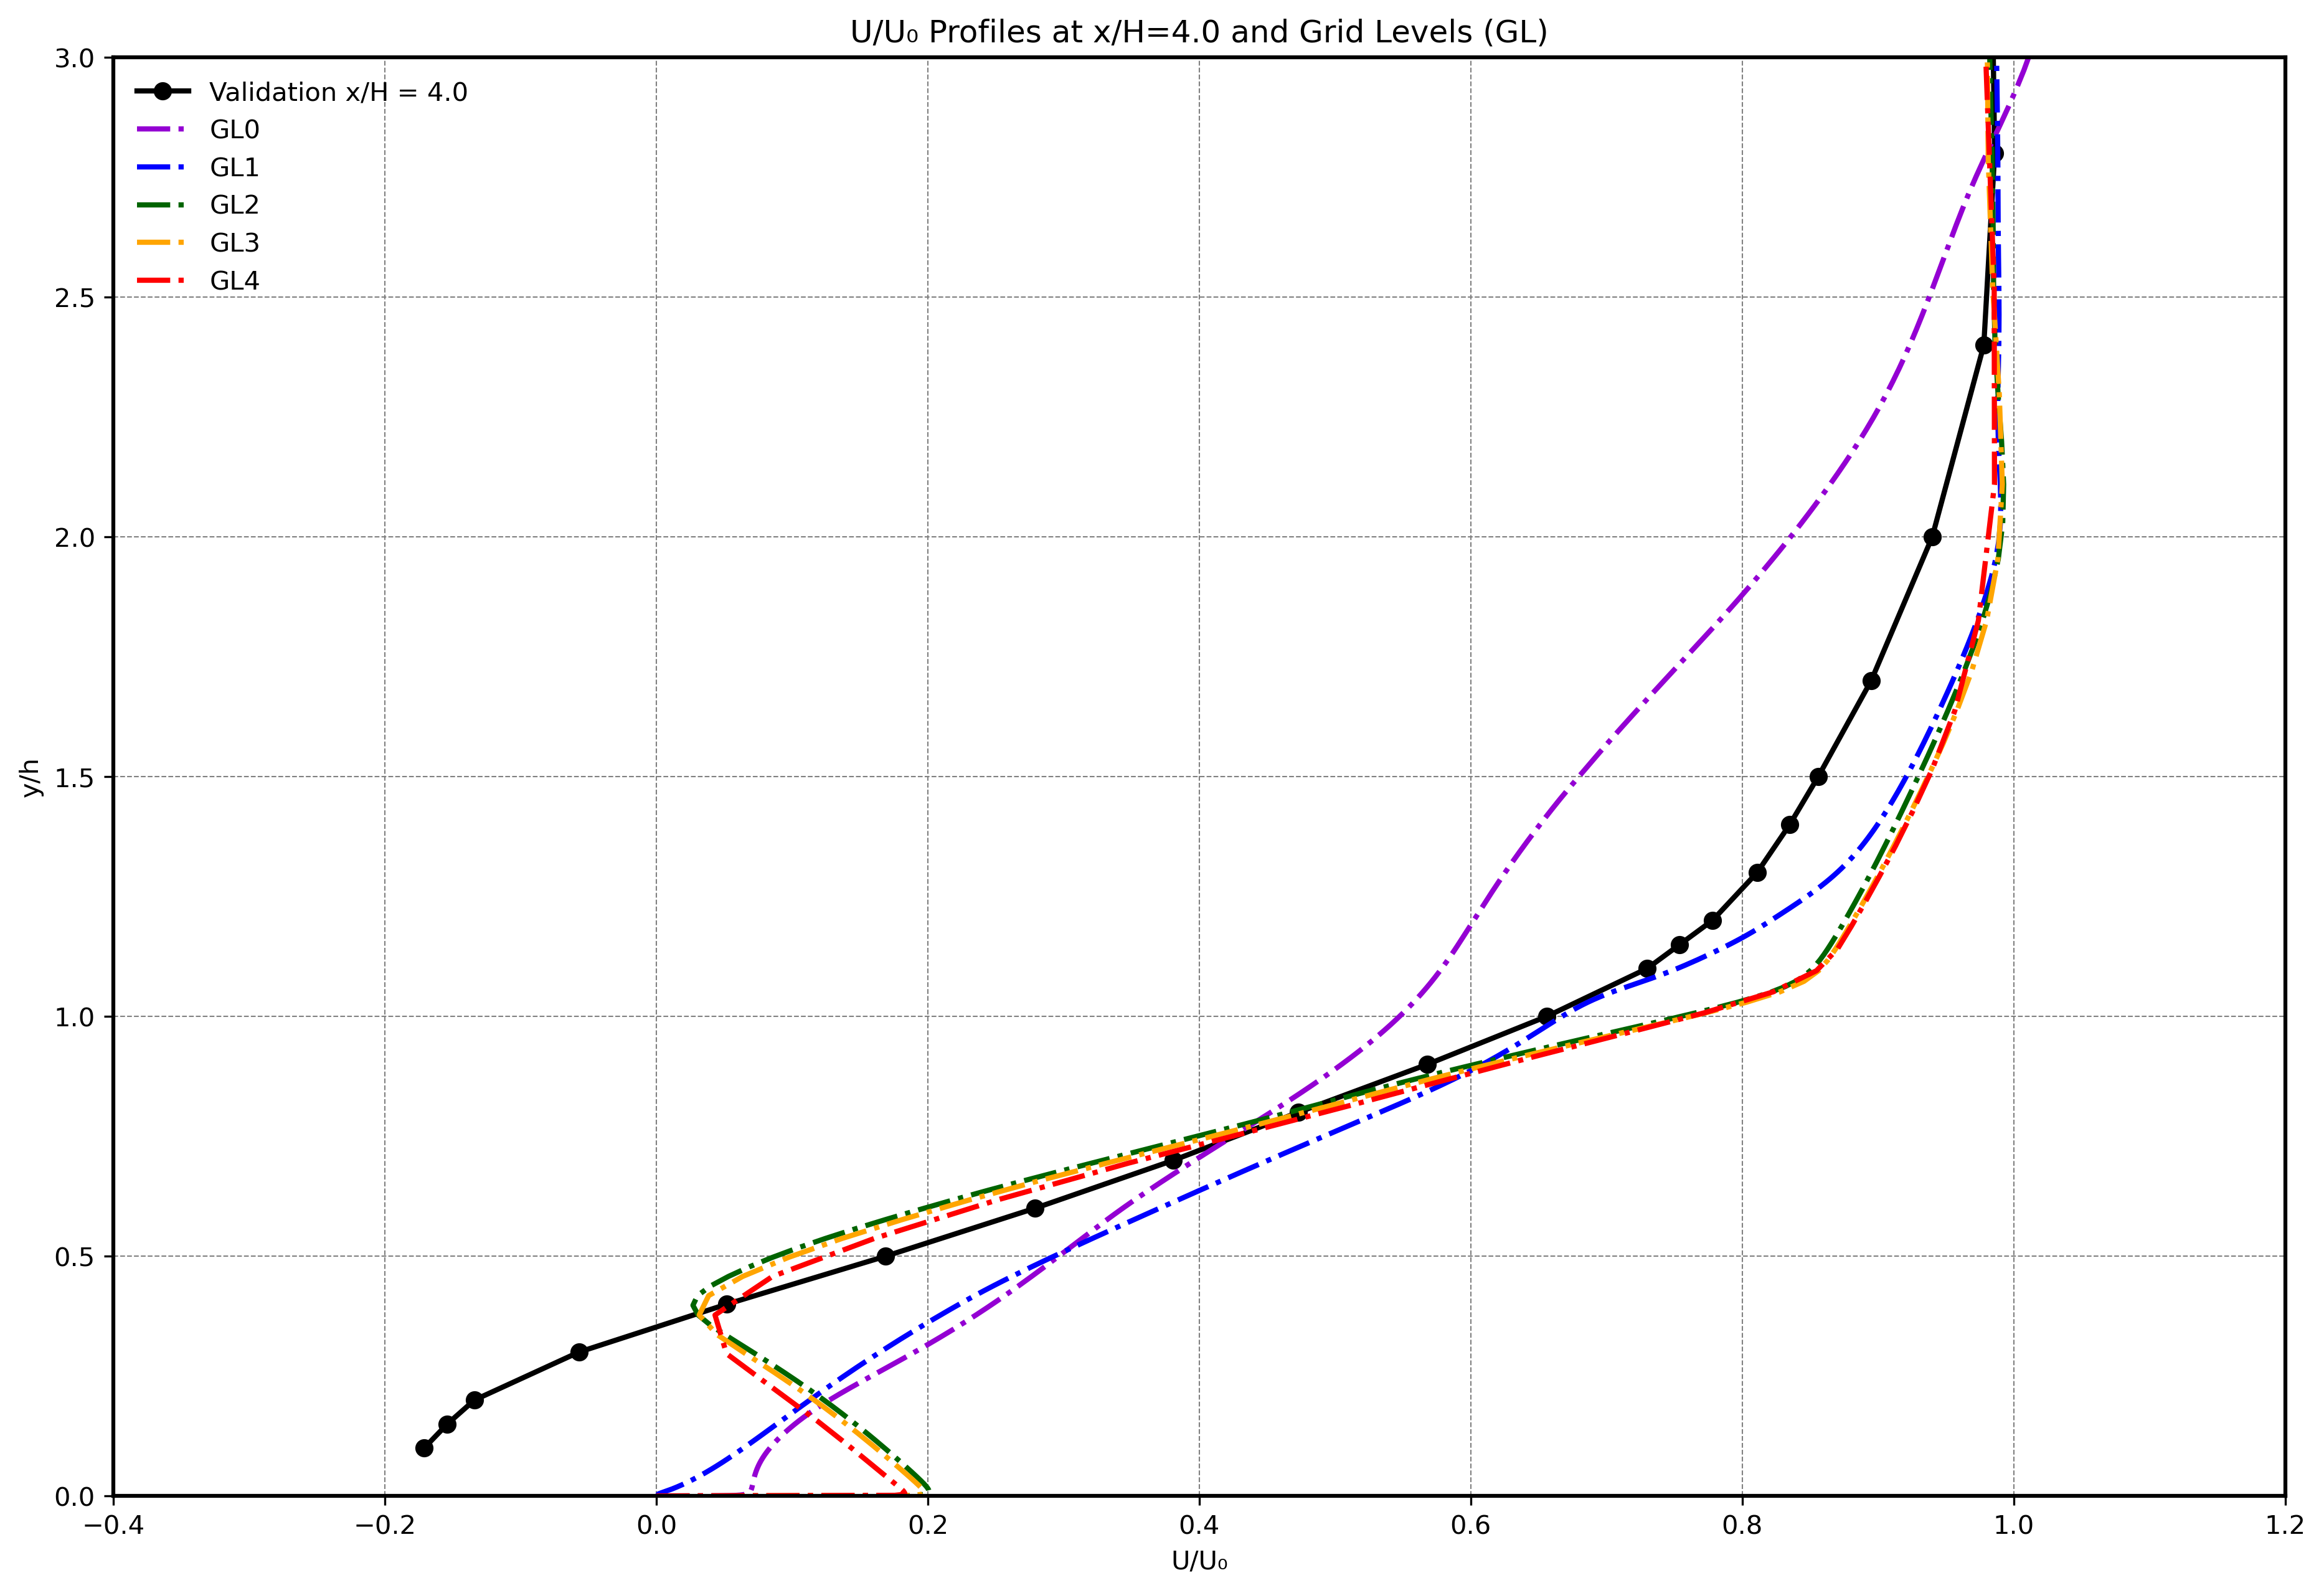 U/U₀ Profiles at x/H=4.0 and Grid Levels (GL)
3.0
Validation x/H = 4.0
GL0
GL1
GL2
GL3
GL4
2.5
2.0
1.5
y/h
1.0
0.5
0.0
−0.4 −0.2 0.0 0.2 0.4 0.6 0.8 1.0 1.2
U/U₀